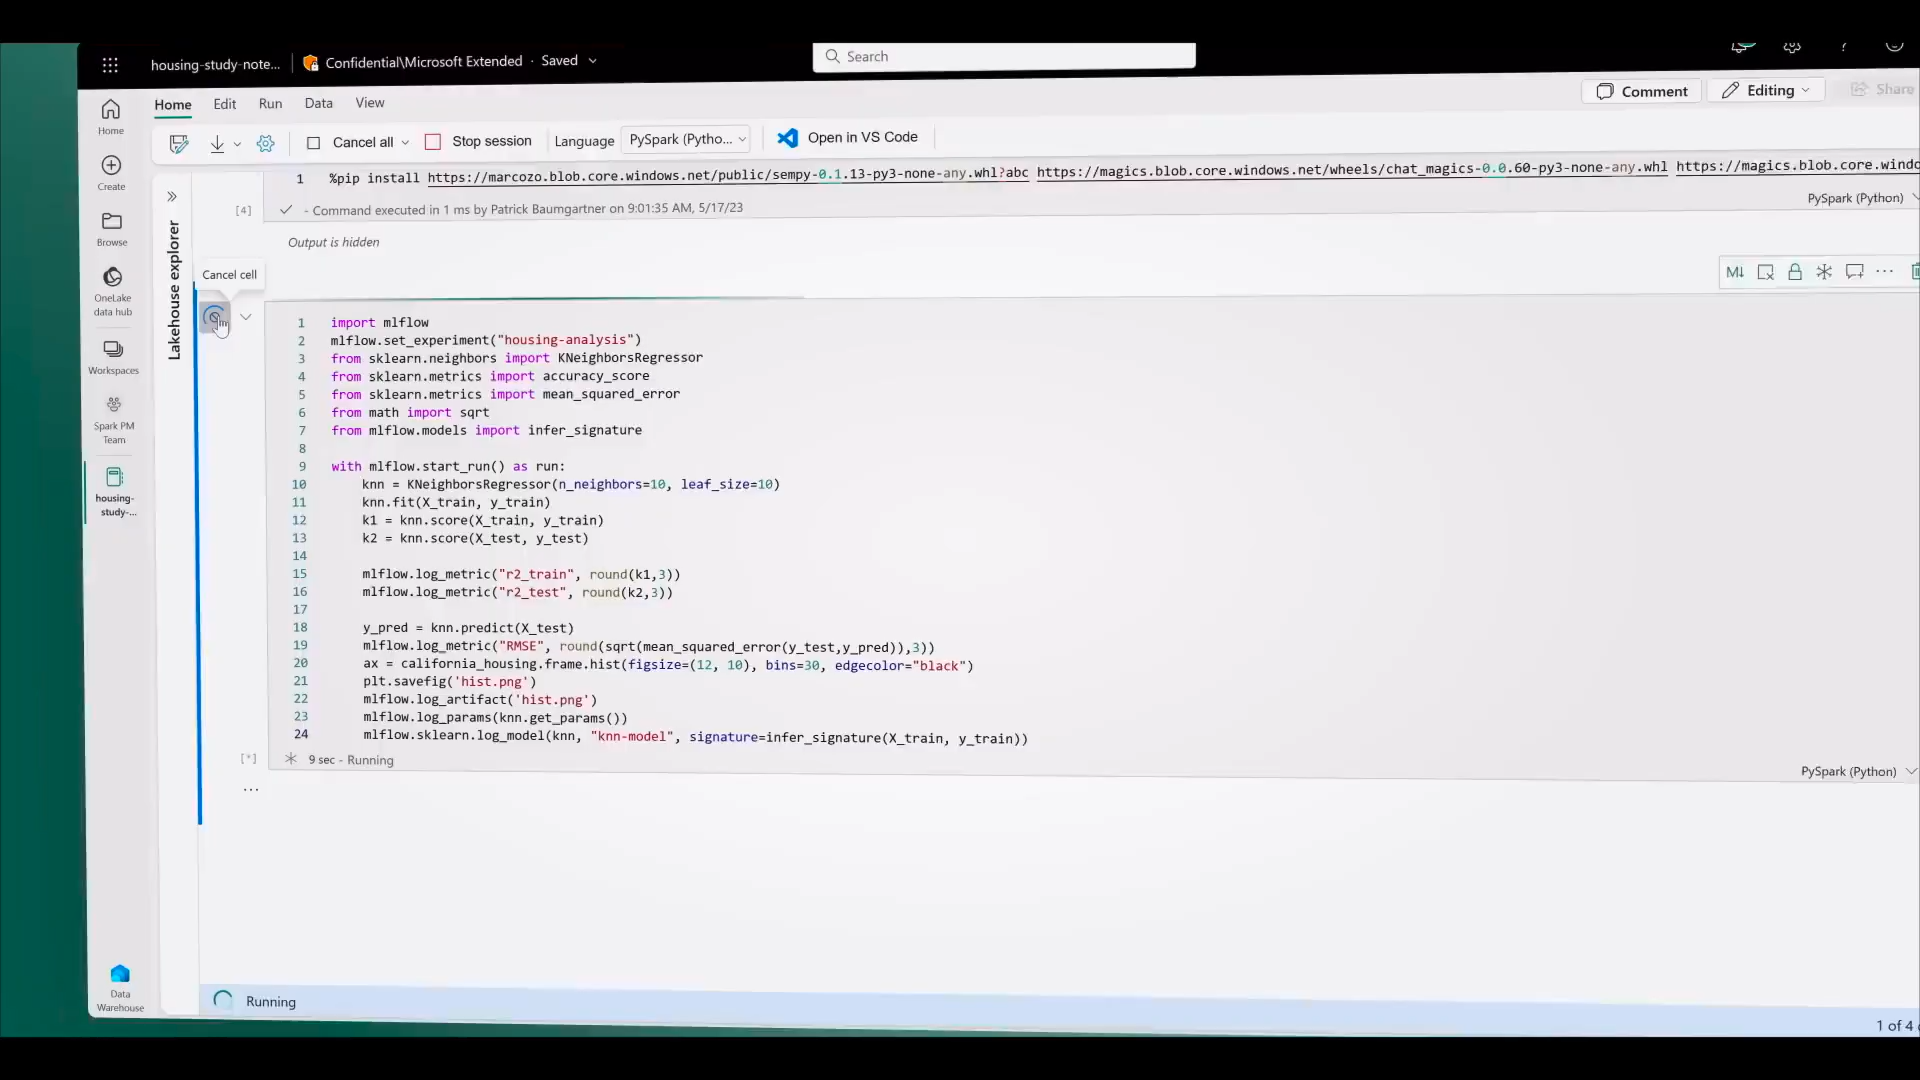 housing-study-note...
Confidential\Microsoft Extended
Saved
Search
Home
Edit
Run
Data
View
Comment
Editing
Share
Cancel all
Stop session
Language
PySpark (Pytho...
Open in VS Code
Home
Create
Browse
OneLake
data hub
Workspaces
Spark PM
Team
housing-
study-...
Data
Warehouse
Lakehouse explorer
1 %pip install https://marcozo.blob.core.windows.net/public/sempy-0.1.13-py3-none-any.whl?abc https://magics.blob.core.windows.net/wheels/chat_magics-0.0.60-py3-none-any.whl https://magics.blob.core.windo
[4]
- Command executed in 1 ms by Patrick Baumgartner on 9:01:35 AM, 5/17/23
PySpark (Python)
Output is hidden
Cancel cell
M↓
1 import mlflow
2 mlflow.set_experiment("housing-analysis")
3 from sklearn.neighbors import KNeighborsRegressor
4 from sklearn.metrics import accuracy_score
5 from sklearn.metrics import mean_squared_error
6 from math import sqrt
7 from mlflow.models import infer_signature
8
9 with mlflow.start_run() as run:
10 knn = KNeighborsRegressor(n_neighbors=10, leaf_size=10)
11 knn.fit(X_train, y_train)
12 k1 = knn.score(X_train, y_train)
13 k2 = knn.score(X_test, y_test)
14
15 mlflow.log_metric("r2_train", round(k1,3))
16 mlflow.log_metric("r2_test", round(k2,3))
17
18 y_pred = knn.predict(X_test)
19 mlflow.log_metric("RMSE", round(sqrt(mean_squared_error(y_test,y_pred)),3))
20 ax = california_housing.frame.hist(figsize=(12, 10), bins=30, edgecolor="black")
21 plt.savefig('hist.png')
22 mlflow.log_artifact('hist.png')
23 mlflow.log_params(knn.get_params())
24 mlflow.sklearn.log_model(knn, "knn-model", signature=infer_signature(X_train, y_train))
[*]
9 sec - Running
PySpark (Python)
...
Running
1 of 4